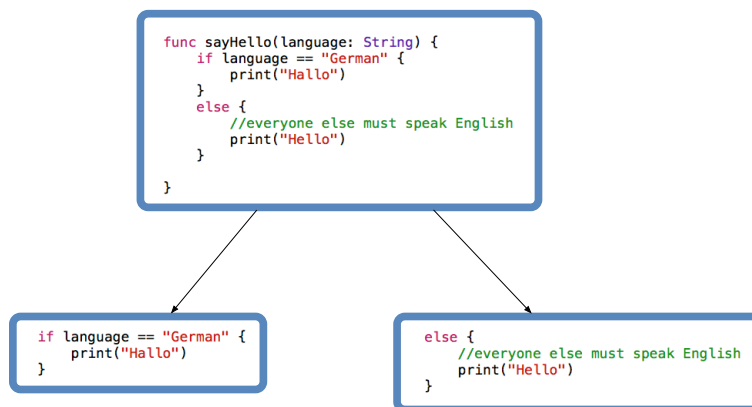 func sayHello(language: String) {
    if language == "German" {
        print("Hallo")
    }
    else {
        //everyone else must speak English
        print("Hello")
    }

}
if language == "German" {
    print("Hallo")
}
else {
    //everyone else must speak English
    print("Hello")
}